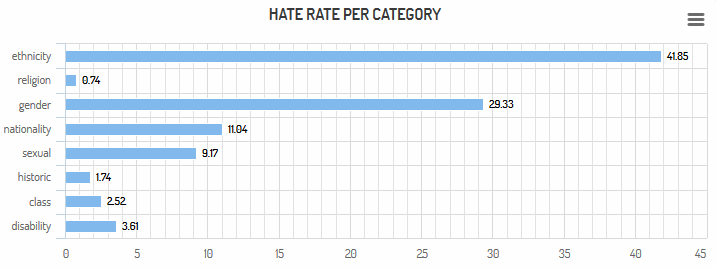 HATE RATE PER CATEGORY
ethnicity 41.85
religion 0.74
gender 29.33
nationality 11.04
sexual 9.17
historic 1.74
class 2.52
disability 3.61
0 5 10 15 20 25 30 35 40 45